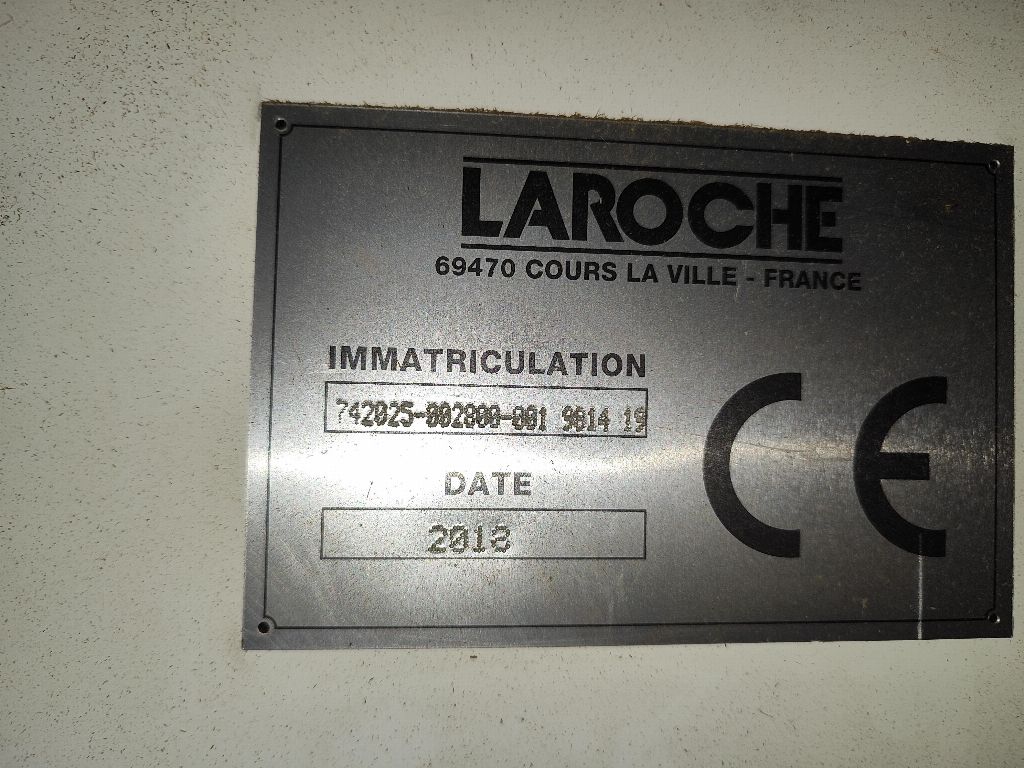 LAROCHE
69470 COURS LA VILLE - FRANCE
IMMATRICULATION
742025-002800-001 9814 19
DATE
2018
CE